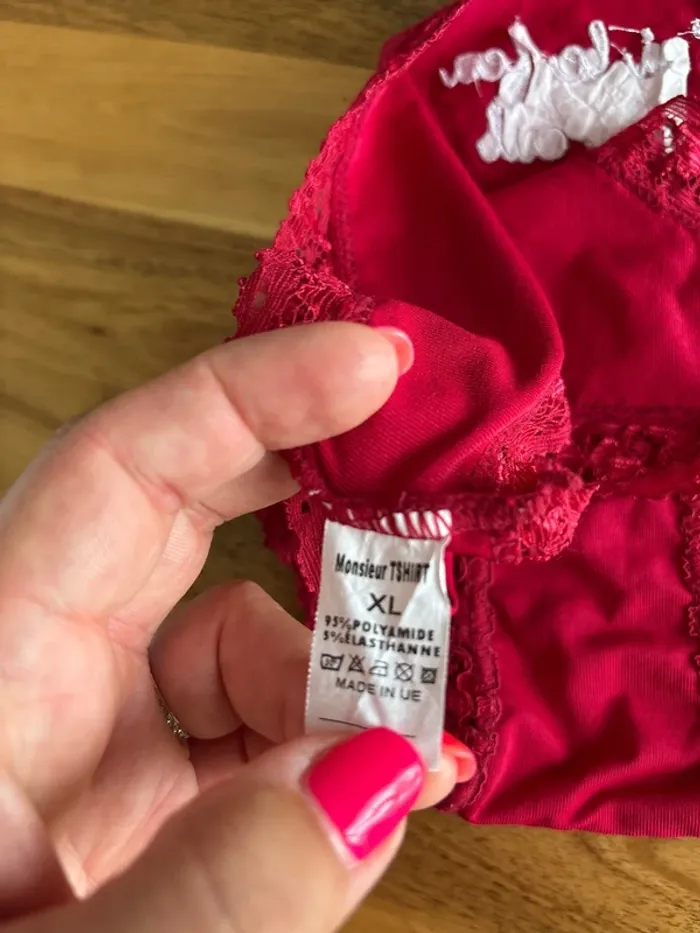 Monsieur TSHIRT
XL
95%POLYAMIDE
5%ELASTHANNE
MADE IN UE